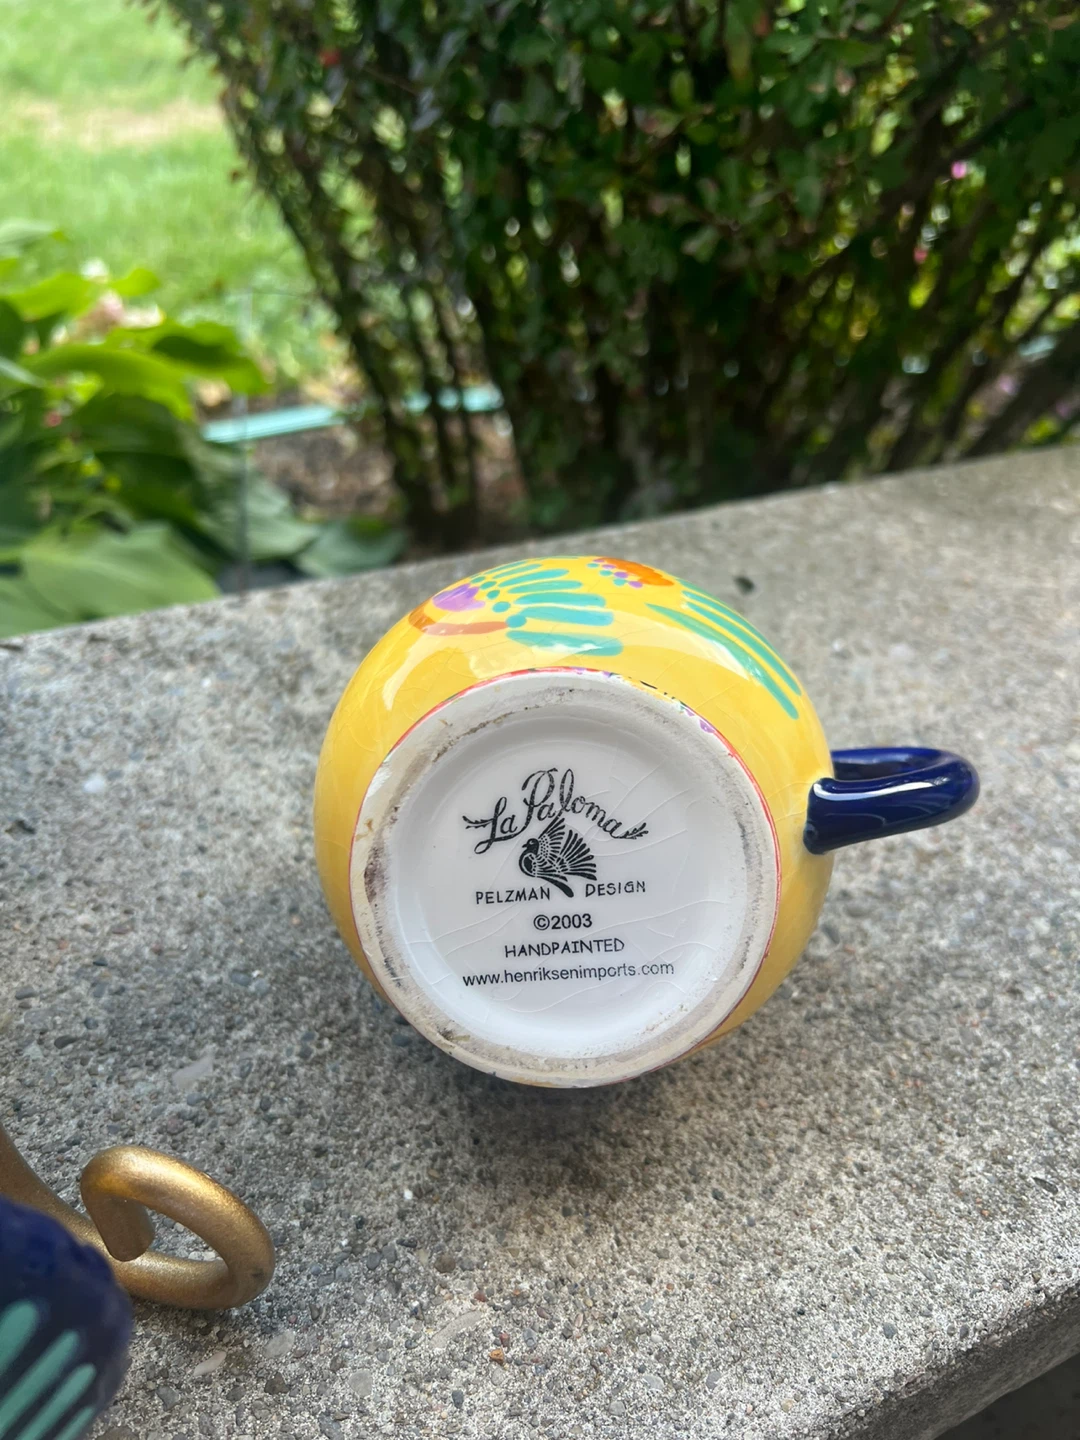 La Paloma
PELZMAN DESIGN
©2003
HANDPAINTED
www.henriksenimports.com